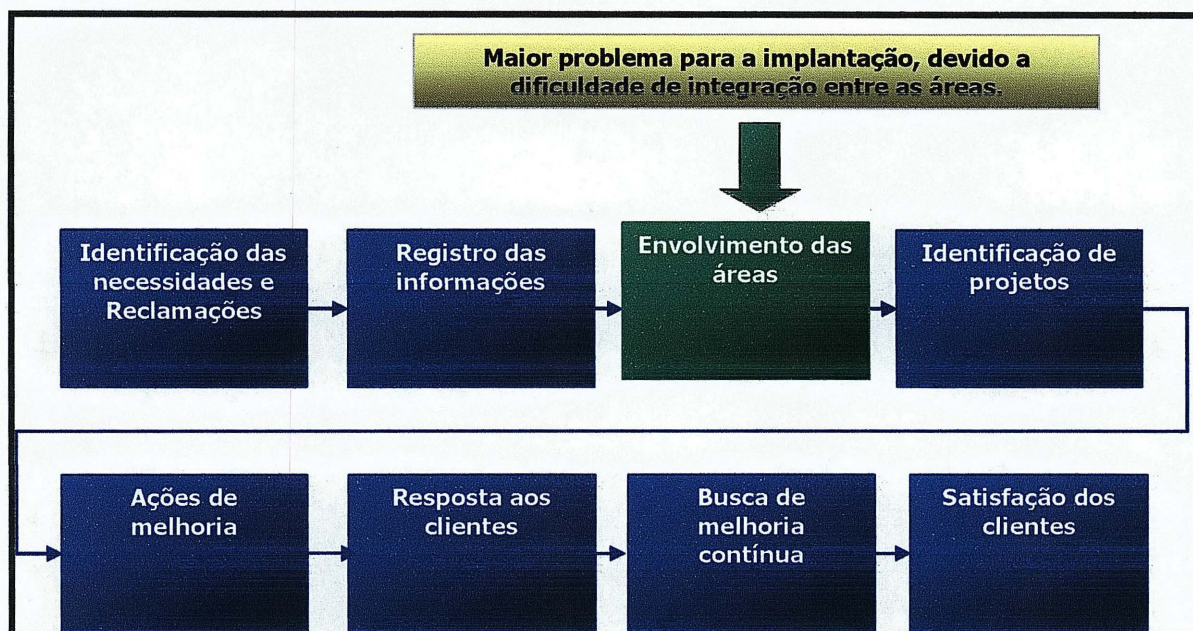 Maior problema para a implantação, devido a
dificuldade de integração entre as áreas.
Identificação das
necessidades e
Reclamações
Registro das
informações
Envolvimento das
áreas
Identificação de
projetos
Ações de
melhoria
Resposta aos
clientes
Busca de
melhoria
contínua
Satisfação dos
clientes